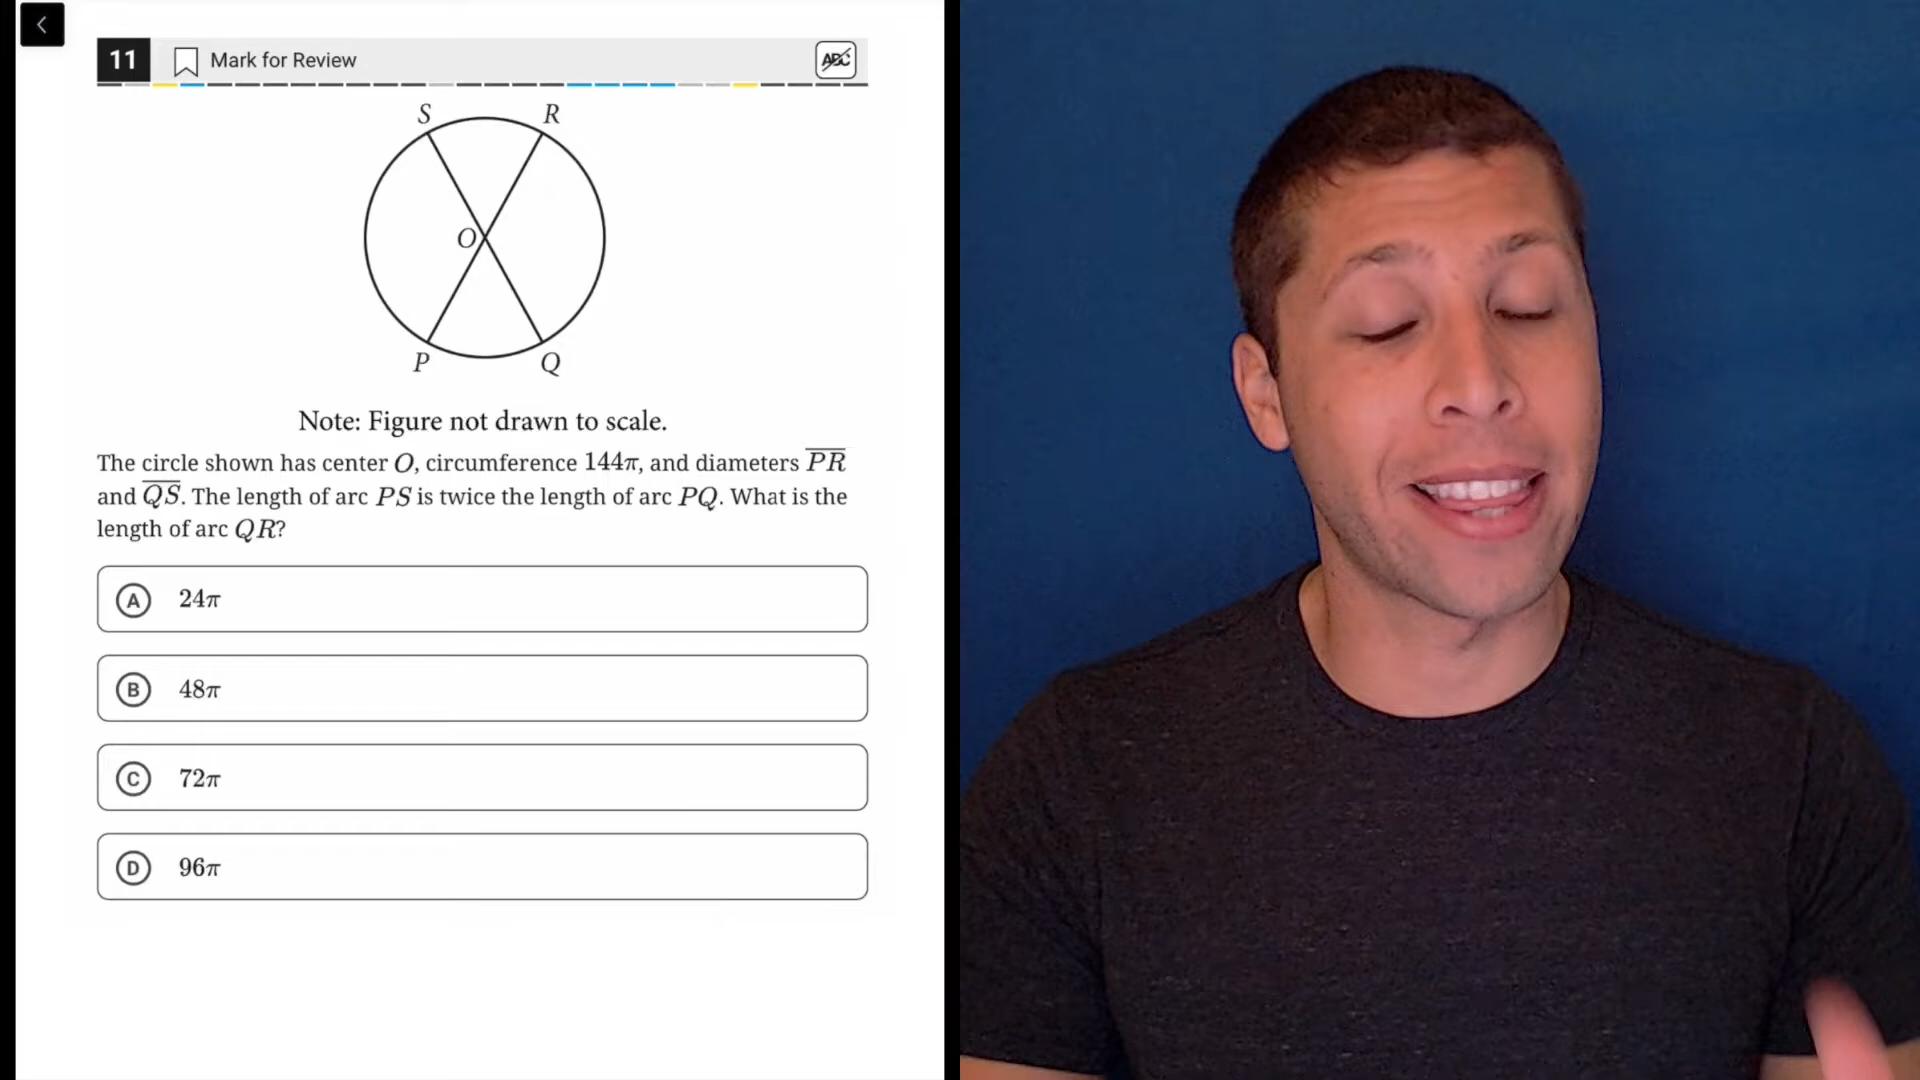 11 Mark for Review ABC
S R
O
P Q
Note: Figure not drawn to scale.
The circle shown has center O, circumference 144π, and diameters PR
and QS. The length of arc PS is twice the length of arc PQ. What is the
length of arc QR?
A 24π
B 48π
C 72π
D 96π